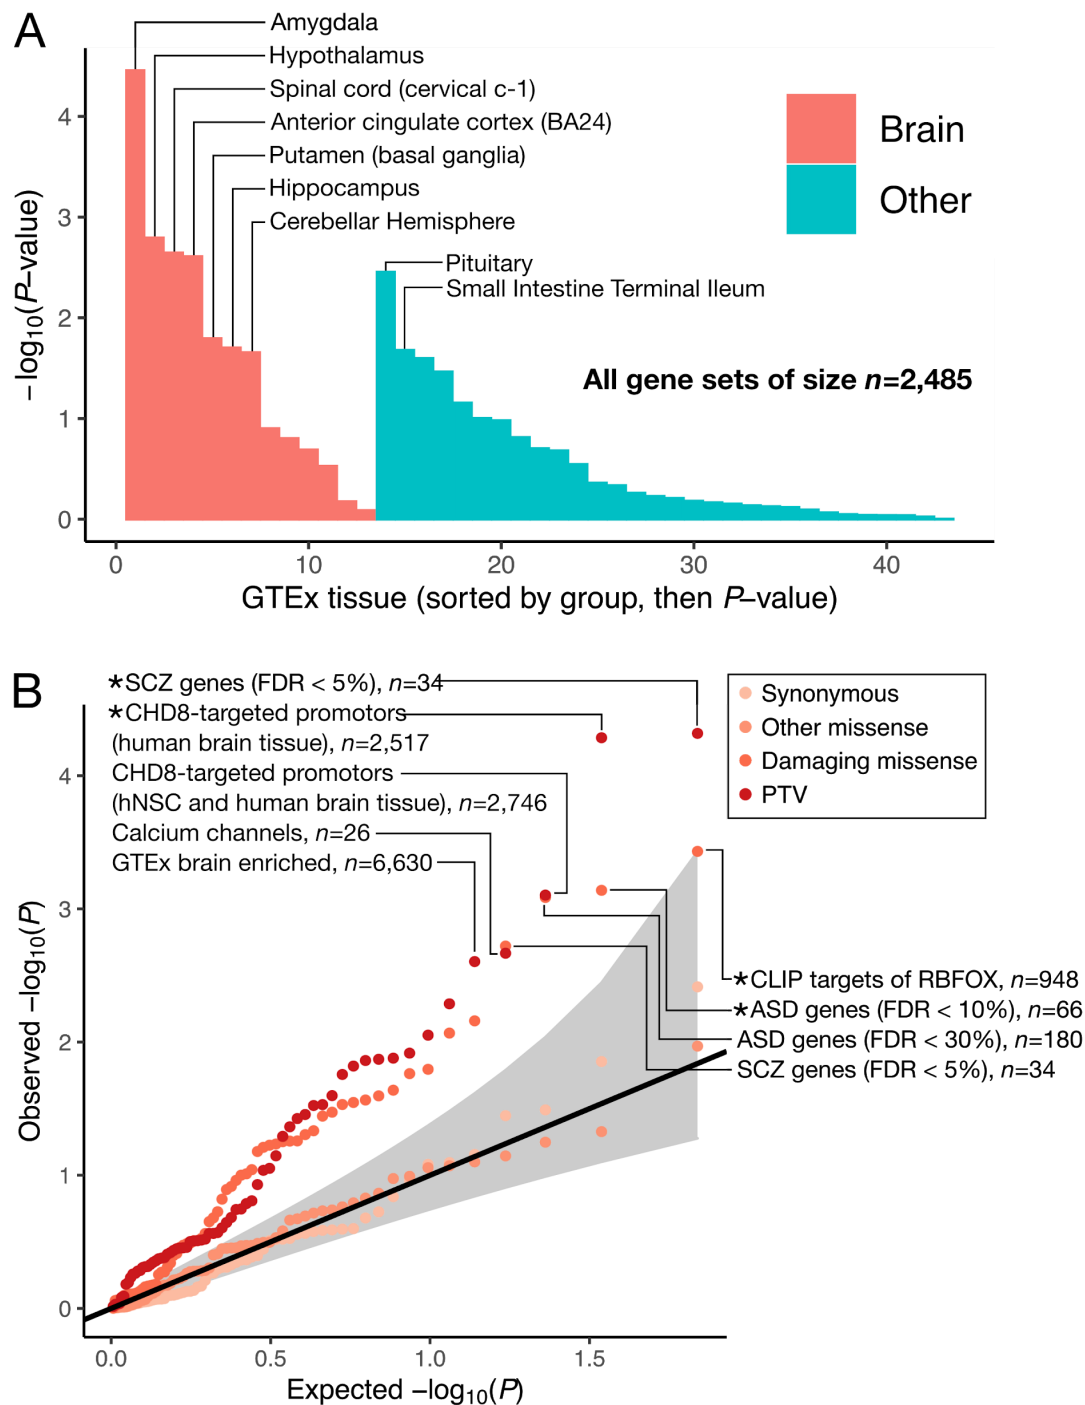 A
Amygdala
Hypothalamus
Spinal cord (cervical c-1)
Anterior cingulate cortex (BA24)
Putamen (basal ganglia)
Hippocampus
Cerebellar Hemisphere
Pituitary
Small Intestine Terminal Ileum
Brain
Other
All gene sets of size n=2,485
−log10(P−value)
4
3
2
1
0
0 10 20 30 40
GTEx tissue (sorted by group, then P−value)
B
*SCZ genes (FDR < 5%), n=34
*CHD8-targeted promotors
(human brain tissue), n=2,517
CHD8-targeted promotors
(hNSC and human brain tissue), n=2,746
Calcium channels, n=26
GTEx brain enriched, n=6,630
Synonymous
Other missense
Damaging missense
PTV
*CLIP targets of RBFOX, n=948
*ASD genes (FDR < 10%), n=66
ASD genes (FDR < 30%), n=180
SCZ genes (FDR < 5%), n=34
Observed −log10(P)
4
3
2
1
0
0.0 0.5 1.0 1.5
Expected −log10(P)